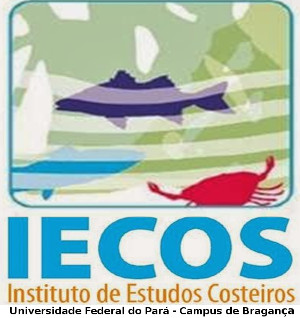 IECOS
Instituto de Estudos Costeiros
Universidade Federal do Pará - Campus de Bragança